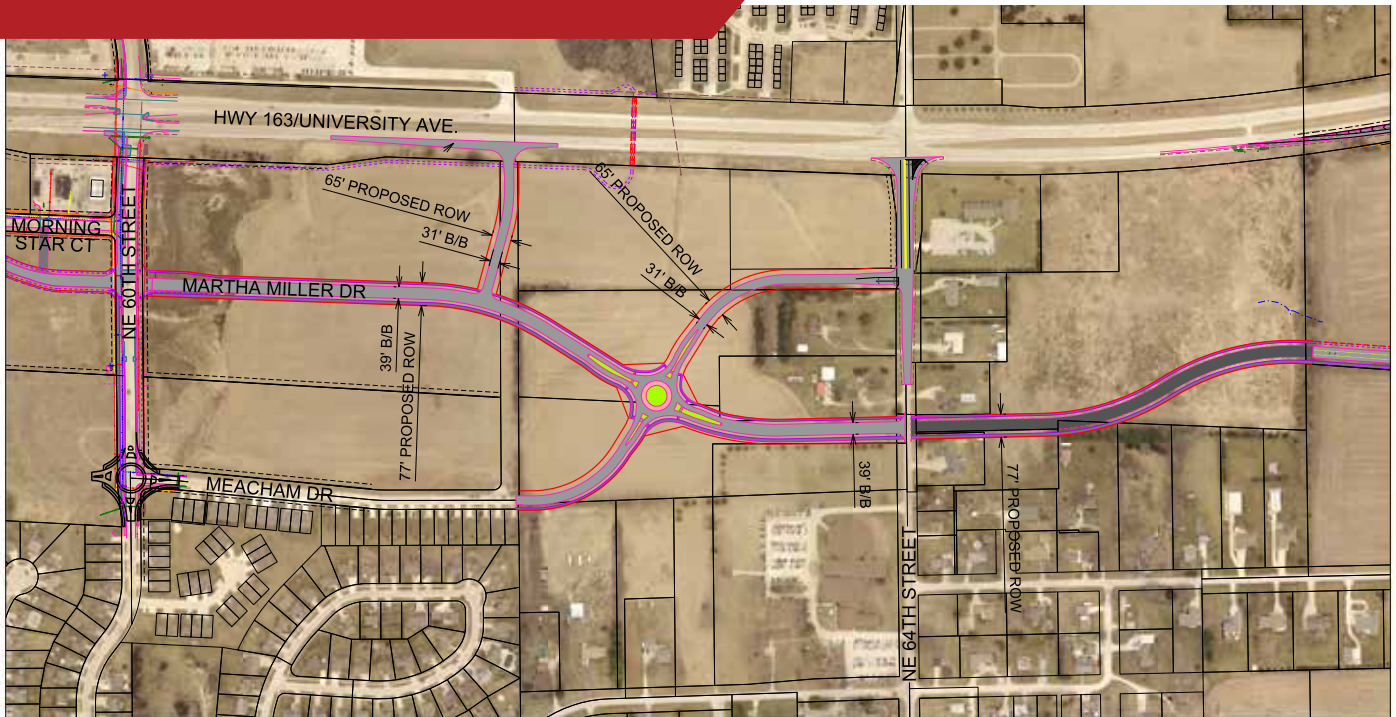 HWY 163/UNIVERSITY AVE.
65' PROPOSED ROW
31' B/B
65' PROPOSED ROW
31' B/B
MORNING
STAR CT
NE 60TH STREET
MARTHA MILLER DR
39' B/B
77' PROPOSED ROW
MEACHAM DR
39' B/B
77' PROPOSED ROW
NE 64TH STREET